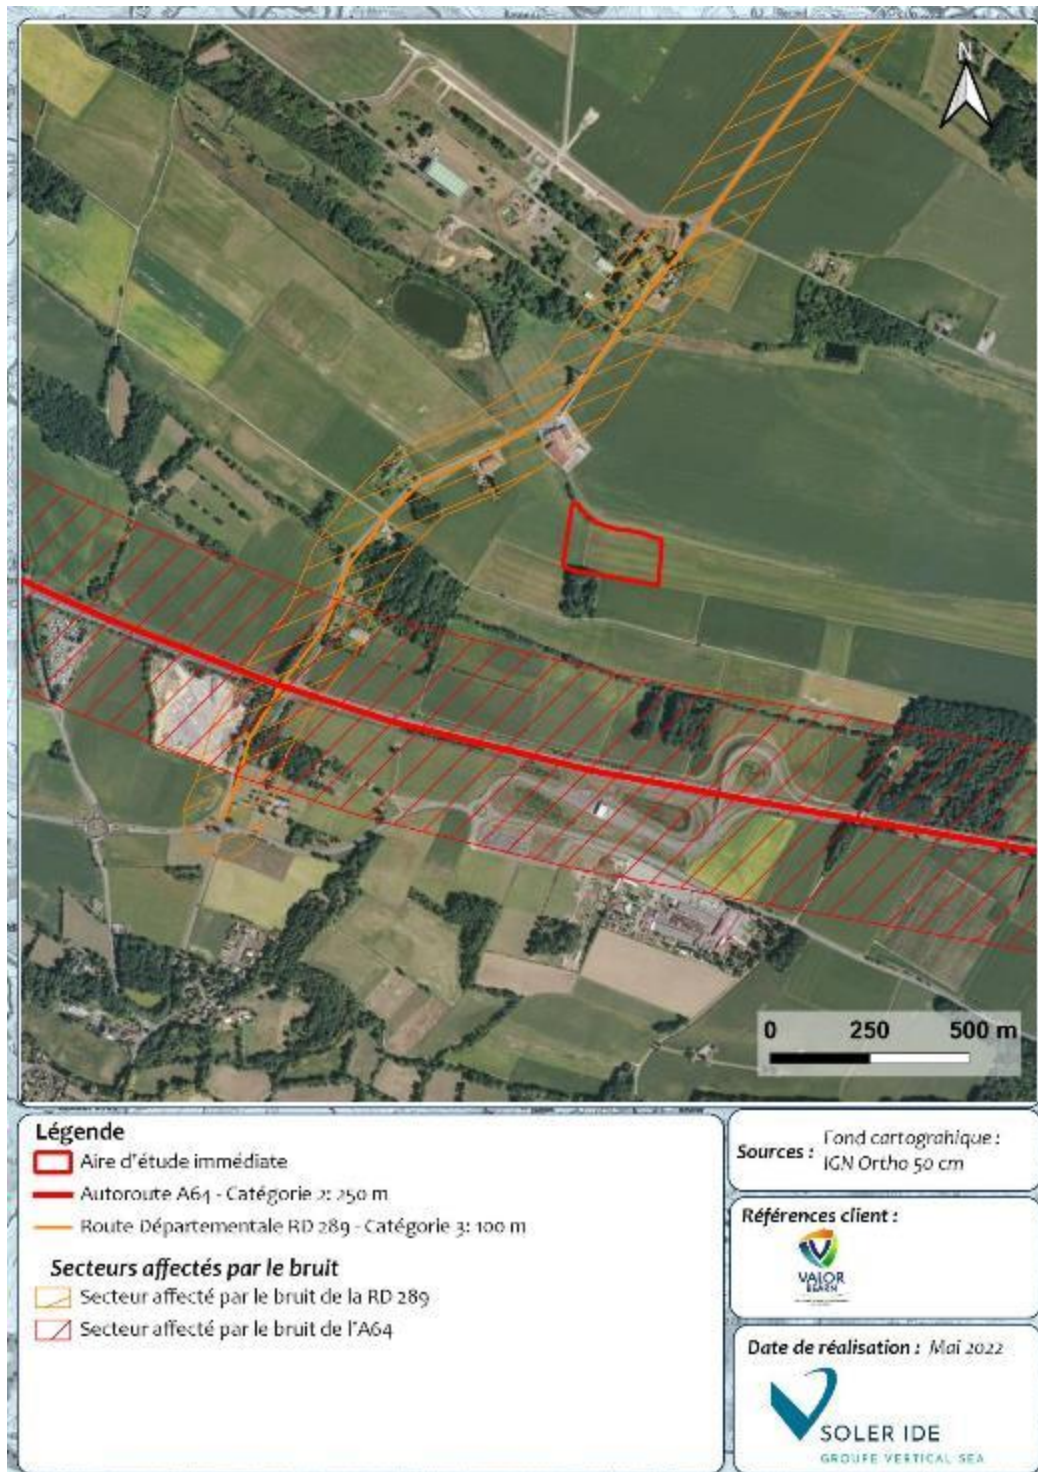 N
0 250 500 m
Légende
Aire d'étude immédiate
Autoroute A64 - Catégorie 2: 250 m
Route Départementale RD 289 - Catégorie 3: 100 m
Secteurs affectés par le bruit
Secteur affecté par le bruit de la RD 289
Secteur affecté par le bruit de l'A64
Sources : Fond cartograhique :
IGN Ortho 50 cm
Références client :
VALOR
BEARN
Date de réalisation : Mai 2022
SOLER IDE
GROUPE VERTICAL SEA